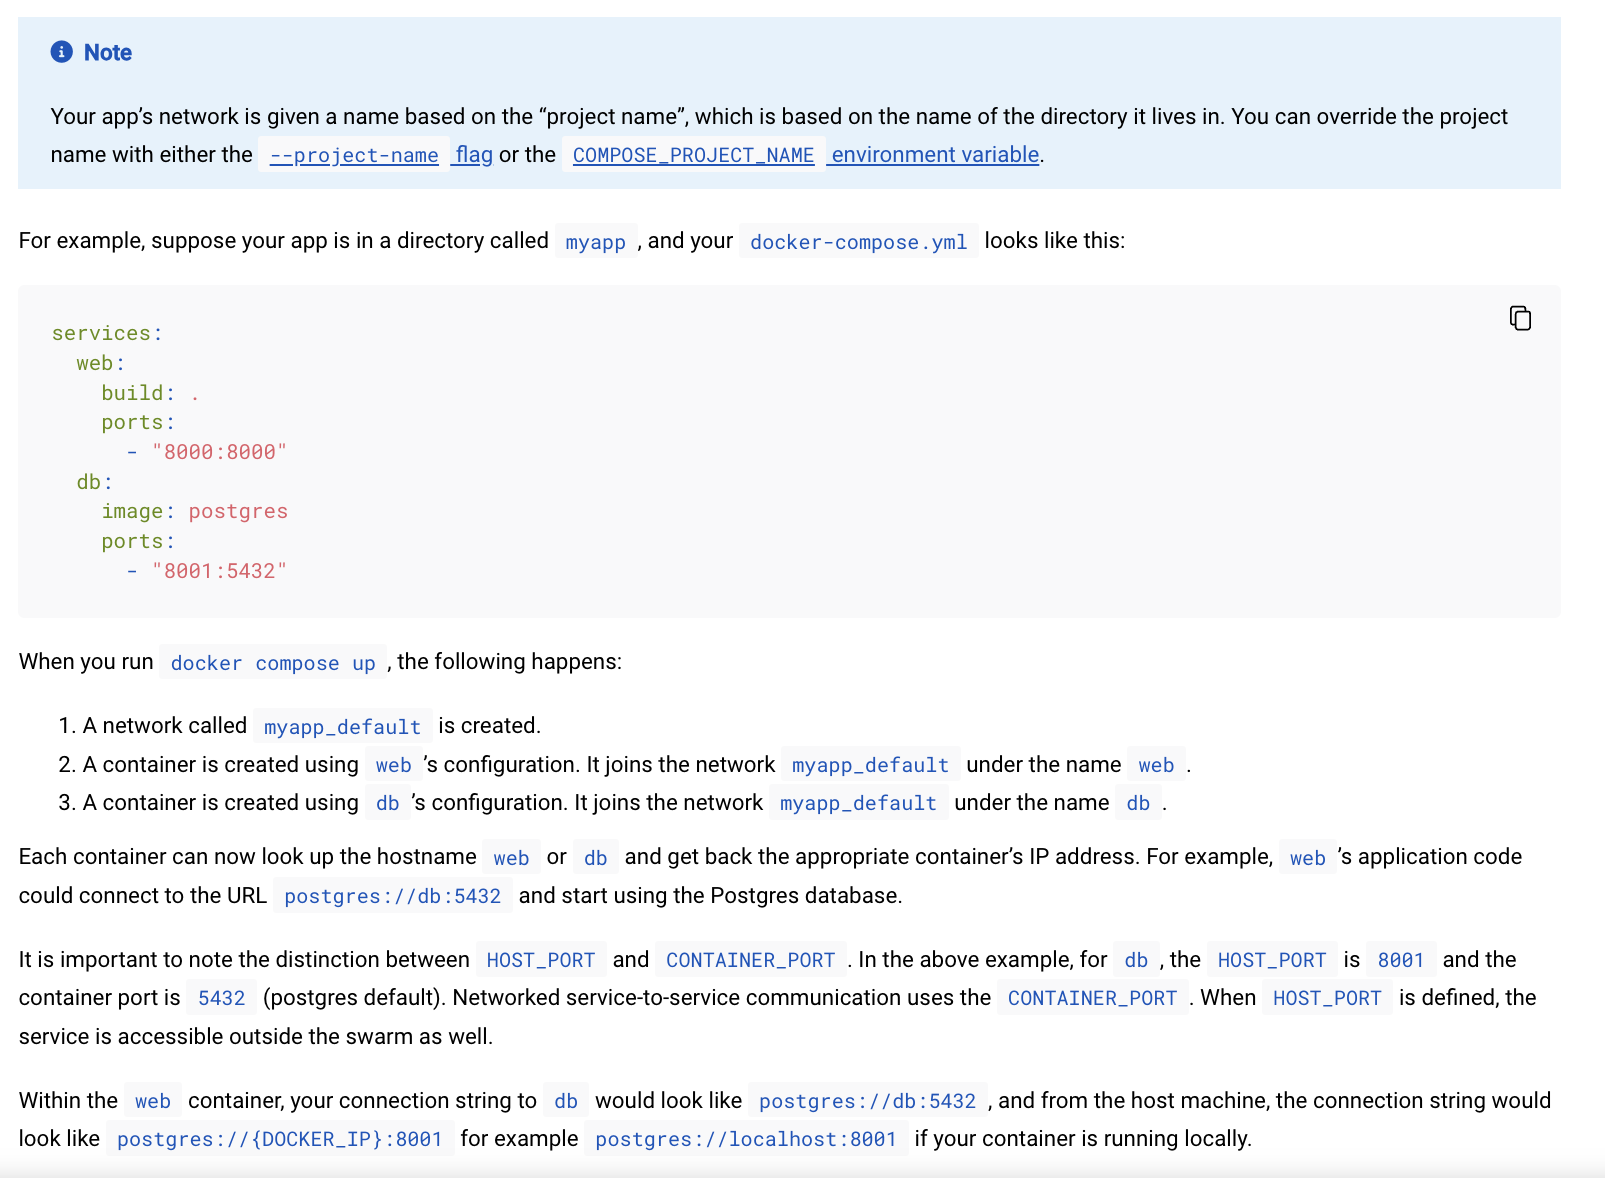 Note
Your app’s network is given a name based on the “project name”, which is based on the name of the directory it lives in. You can override the project
name with either the --project-name flag or the COMPOSE_PROJECT_NAME environment variable.
For example, suppose your app is in a directory called myapp , and your docker-compose.yml looks like this:
services:
  web:
    build: .
    ports:
      - "8000:8000"
  db:
    image: postgres
    ports:
      - "8001:5432"
When you run docker compose up , the following happens:
1. A network called myapp_default is created.
2. A container is created using web ’s configuration. It joins the network myapp_default under the name web .
3. A container is created using db ’s configuration. It joins the network myapp_default under the name db .
Each container can now look up the hostname web or db and get back the appropriate container’s IP address. For example, web ’s application code
could connect to the URL postgres://db:5432 and start using the Postgres database.
It is important to note the distinction between HOST_PORT and CONTAINER_PORT . In the above example, for db , the HOST_PORT is 8001 and the
container port is 5432 (postgres default). Networked service-to-service communication uses the CONTAINER_PORT . When HOST_PORT is defined, the
service is accessible outside the swarm as well.
Within the web container, your connection string to db would look like postgres://db:5432 , and from the host machine, the connection string would
look like postgres://{DOCKER_IP}:8001 for example postgres://localhost:8001 if your container is running locally.